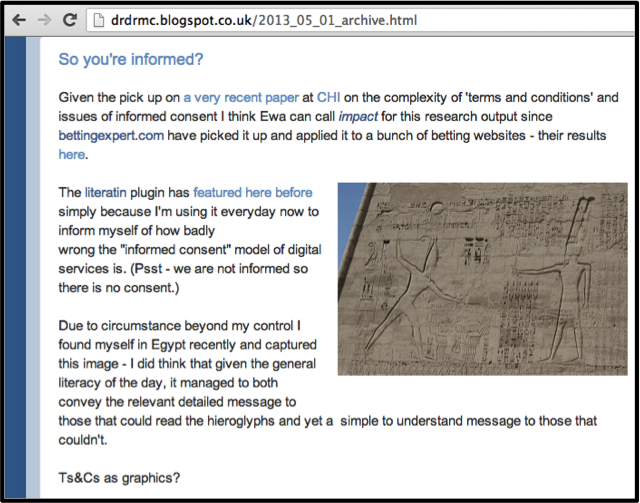 drdrmc.blogspot.co.uk/2013_05_01_archive.html
So you're informed?
Given the pick up on a very recent paper at CHI on the complexity of 'terms and conditions' and
issues of informed consent I think Ewa can call impact for this research output since
bettingexpert.com have picked it up and applied it to a bunch of betting websites - their results
here.
The literatin plugin has featured here before
simply because I'm using it everyday now to
inform myself of how badly
wrong the "informed consent" model of digital
services is. (Psst - we are not informed so
there is no consent.)
Due to circumstance beyond my control I
found myself in Egypt recently and captured
this image - I did think that given the general
literacy of the day, it managed to both
convey the relevant detailed message to
those that could read the hieroglyphs and yet a  simple to understand message to those that
couldn't.
Ts&Cs as graphics?